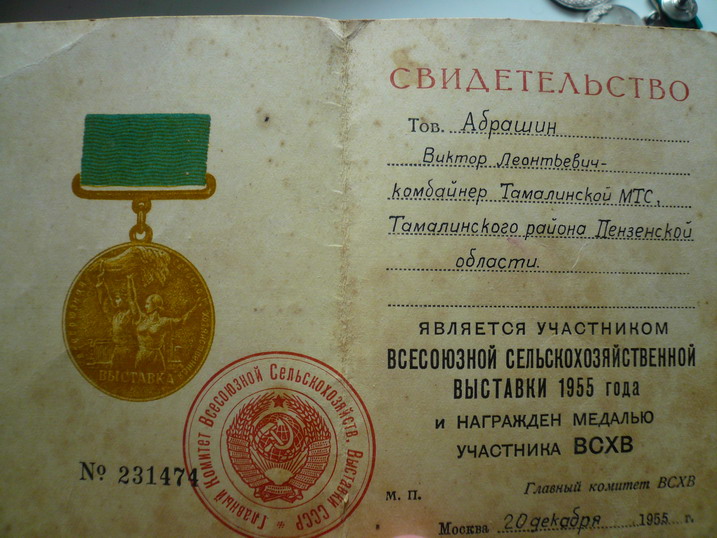 ВЫСТАВКА
№ 231474
Главный Комитет Всесоюзной Сельскохозяйств. Выставки СССР
СВИДЕТЕЛЬСТВО
Тов. Абрашин
Виктор Леонтьевич-
комбайнер Тамалинской МТС,
Тамалинского района Пензенской
области.
ЯВЛЯЕТСЯ УЧАСТНИКОМ
ВСЕСОЮЗНОЙ СЕЛЬСКОХОЗЯЙСТВЕННОЙ
ВЫСТАВКИ 1955 года
и НАГРАЖДЕН МЕДАЛЬЮ
УЧАСТНИКА ВСХВ
м. п. Главный комитет ВСХВ
Москва 20 декабря 1955 г.